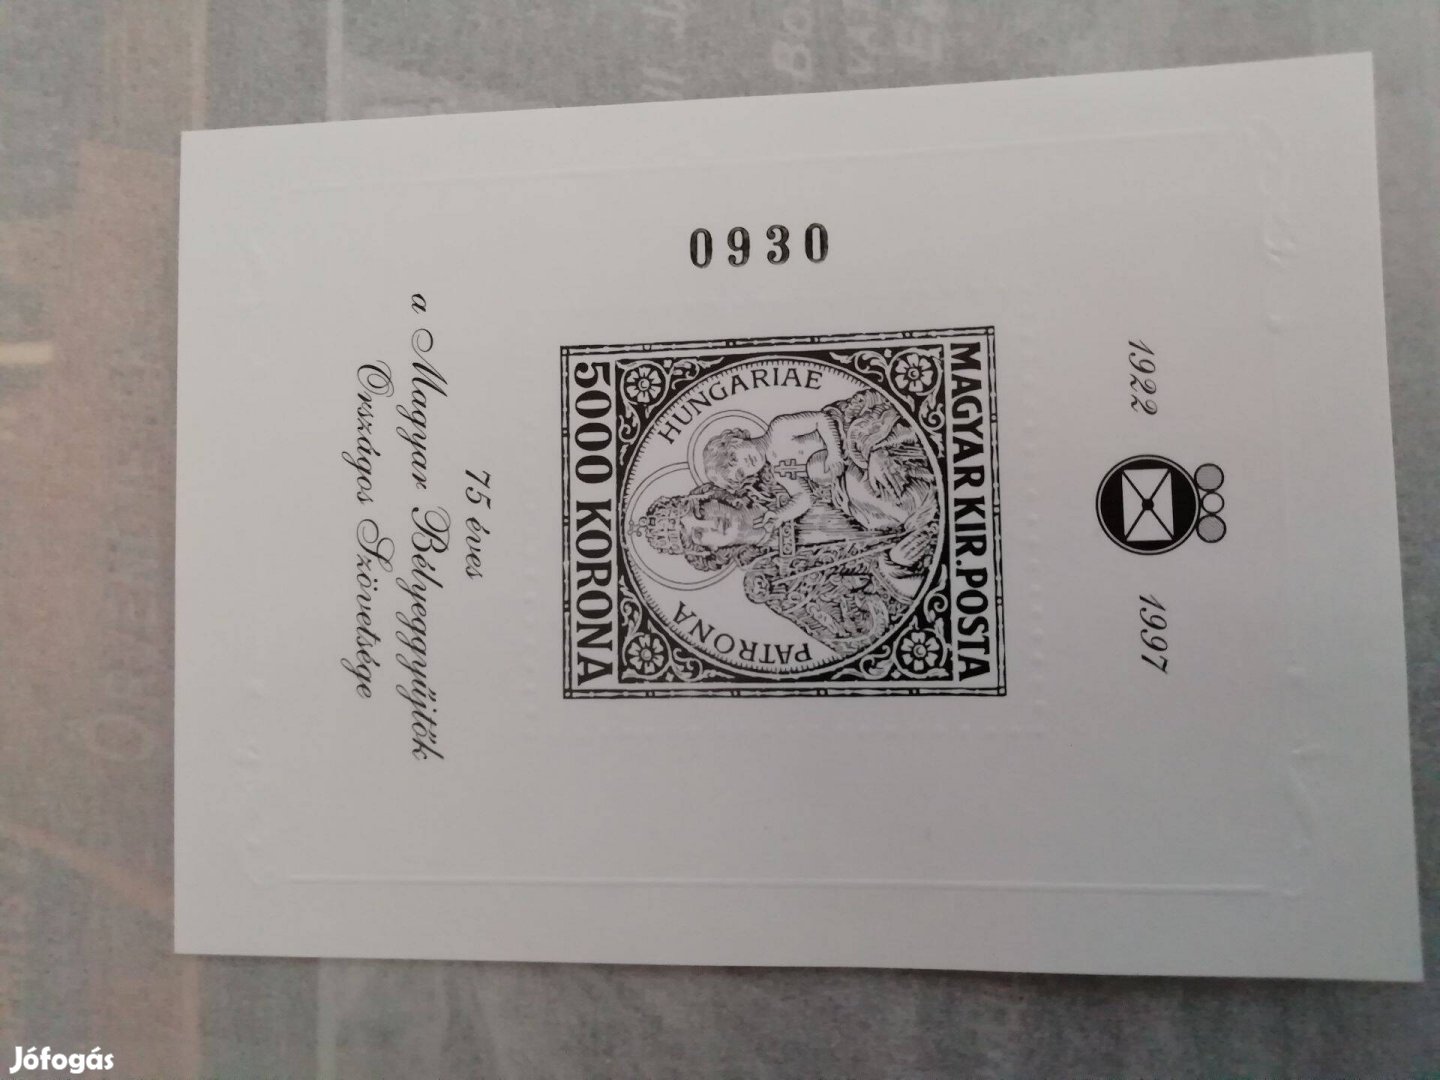 1922 1997
MAGYAR KIR. POSTA
PATRONA HUNGARIAE
5000 KORONA
0930
75 éves
a Magyar Bélyeggyűjtők
Országos Szövetsége
Jófogás